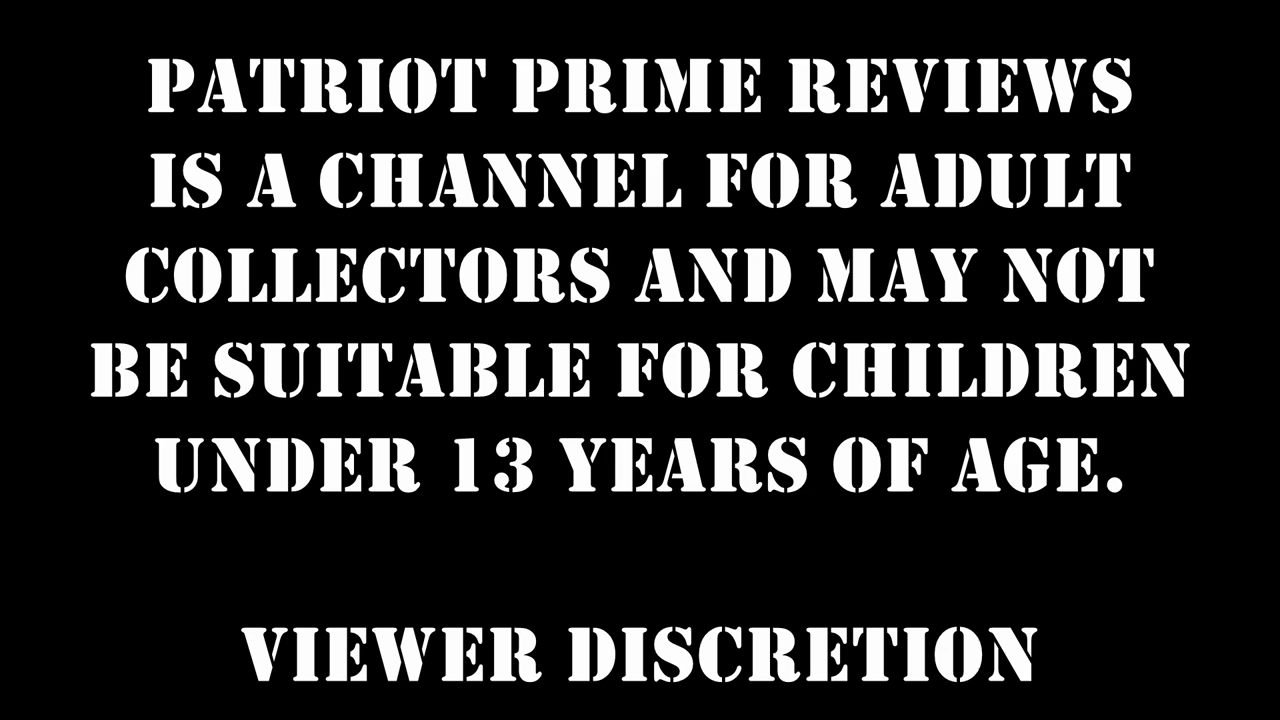 PATRIOT PRIME REVIEWS
IS A CHANNEL FOR ADULT
COLLECTORS AND MAY NOT
BE SUITABLE FOR CHILDREN
UNDER 13 YEARS OF AGE.
VIEWER DISCRETION